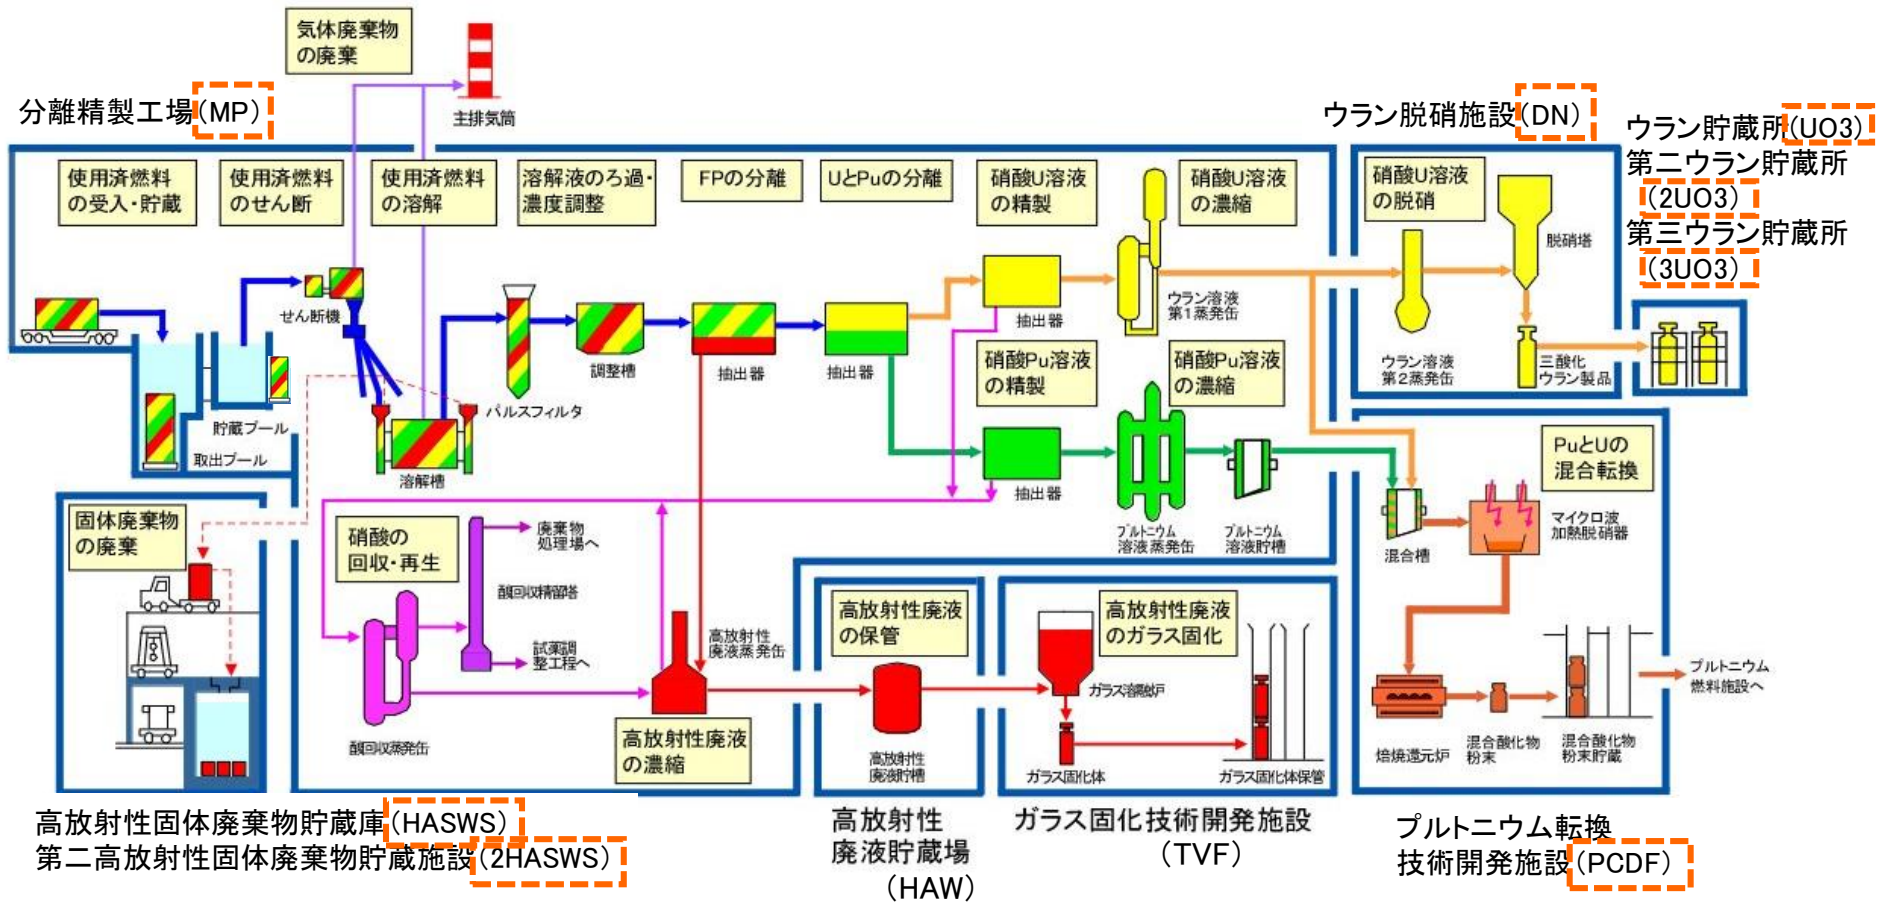 気体廃棄物
の廃棄
主排気筒
分離精製工場(MP)
ウラン脱硝施設(DN)
ウラン貯蔵所(UO3)
第二ウラン貯蔵所
(2UO3)
第三ウラン貯蔵所
(3UO3)
使用済燃料
の受入・貯蔵
使用済燃料
のせん断
使用済燃料
の溶解
溶解液のろ過・
濃度調整
FPの分離
UとPuの分離
硝酸U溶液
の精製
硝酸U溶液
の濃縮
硝酸U溶液
の脱硝
せん断機
貯蔵プール
取出プール
溶解槽
パルスフィルタ
調整槽
抽出器
抽出器
抽出器
ウラン溶液
第1蒸発缶
ウラン溶液
第2蒸発缶
脱硝塔
三酸化
ウラン製品
硝酸Pu溶液
の精製
硝酸Pu溶液
の濃縮
抽出器
プルトニウム
溶液蒸発缶
プルトニウム
溶液貯槽
PuとUの
混合転換
混合槽
マイクロ波
加熱脱硝器
焙焼還元炉
混合酸化物
粉末
混合酸化物
粉末貯蔵
プルトニウム
燃料施設へ
固体廃棄物
の廃棄
硝酸の
回収・再生
廃棄物
処理場へ
酸回収精留塔
試薬調
整工程へ
酸回収蒸発缶
高放射性
廃液蒸発缶
高放射性廃液
の濃縮
高放射性廃液
の保管
高放射性
廃液貯槽
高放射性廃液
のガラス固化
ガラス溶融炉
ガラス固化体
ガラス固化体保管
高放射性固体廃棄物貯蔵庫(HASWS)
第二高放射性固体廃棄物貯蔵施設(2HASWS)
高放射性
廃液貯蔵場
(HAW)
ガラス固化技術開発施設
(TVF)
プルトニウム転換
技術開発施設(PCDF)